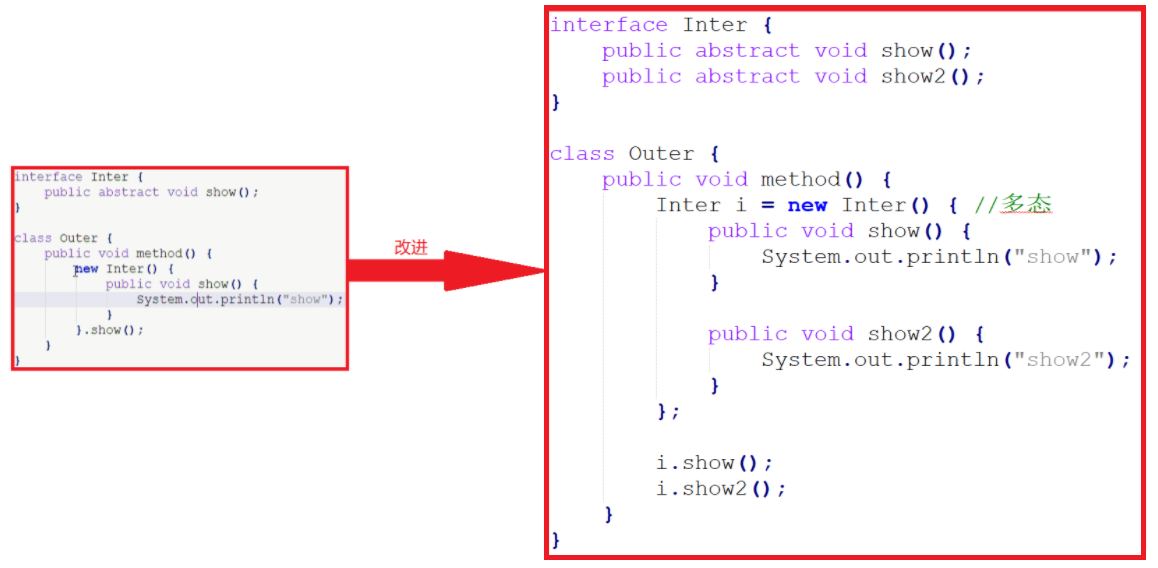 interface Inter {
    public abstract void show();
}

class Outer {
    public void method() {
        new Inter() {
            public void show() {
                System.out.println("show");
            }
        }.show();
    }
}
改进
interface Inter {
    public abstract void show();
    public abstract void show2();
}

class Outer {
    public void method() {
        Inter i = new Inter() { //多态
            public void show() {
                System.out.println("show");
            }

            public void show2() {
                System.out.println("show2");
            }
        };

        i.show();
        i.show2();
    }
}